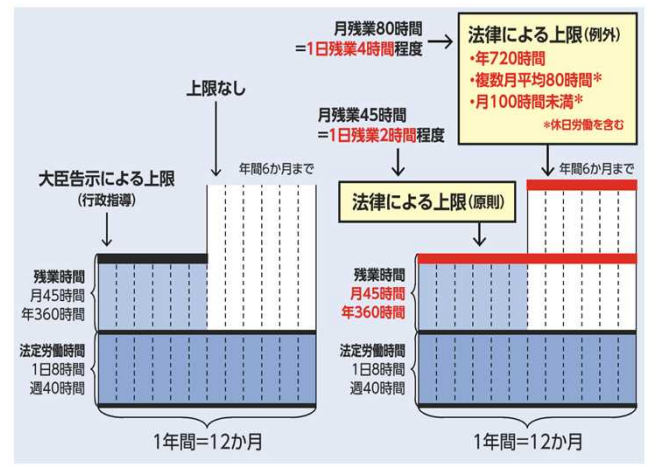 上限なし
年間6か月まで
大臣告示による上限
(行政指導)
残業時間
月45時間
年360時間
法定労働時間
1日8時間
週40時間
1年間=12か月
月残業80時間
=1日残業4時間程度
法律による上限(例外)
・年720時間
・複数月平均80時間*
・月100時間未満*
*休日労働を含む
月残業45時間
=1日残業2時間程度
年間6か月まで
法律による上限(原則)
残業時間
月45時間
年360時間
法定労働時間
1日8時間
週40時間
1年間=12か月